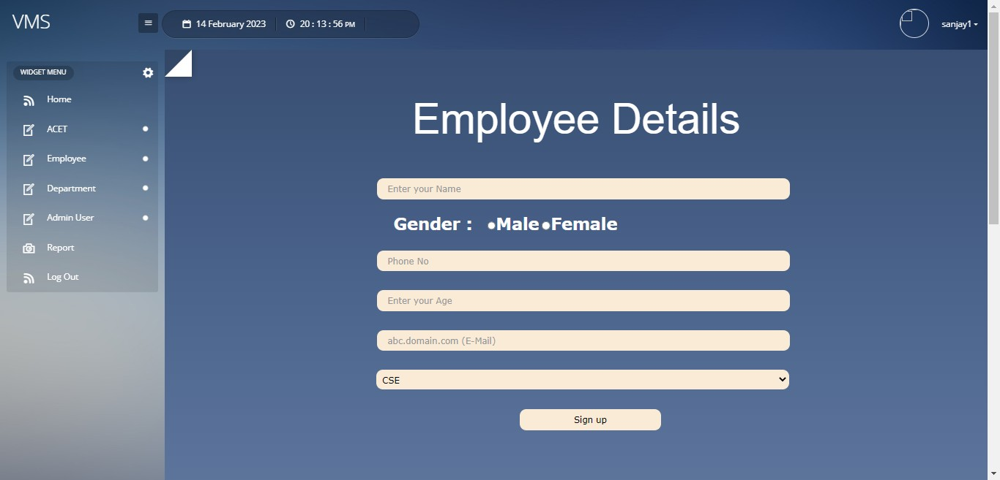 VMS
14 February 2023 20 : 13 : 56 PM
sanjay1
WIDGET MENU
Home
ACET
Employee
Department
Admin User
Report
Log Out
Employee Details
Enter your Name
Gender : Male Female
Phone No
Enter your Age
abc.domain.com (E-Mail)
CSE
Sign up